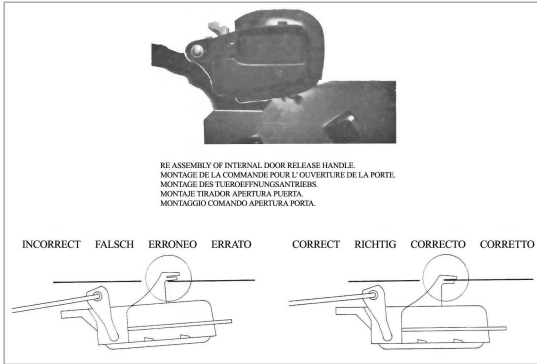 RE ASSEMBLY OF INTERNAL DOOR RELEASE HANDLE.
MONTAGE DE LA COMMANDE POUR L' OUVERTURE DE LA PORTE.
MONTAGE DES TUEROEFFNUNGSANTRIEBS.
MONTAJE TIRADOR APERTURA PUERTA.
MONTAGGIO COMANDO APERTURA PORTA.
INCORRECT FALSCH ERRONEO ERRATO
CORRECT RICHTIG CORRECTO CORRETTO